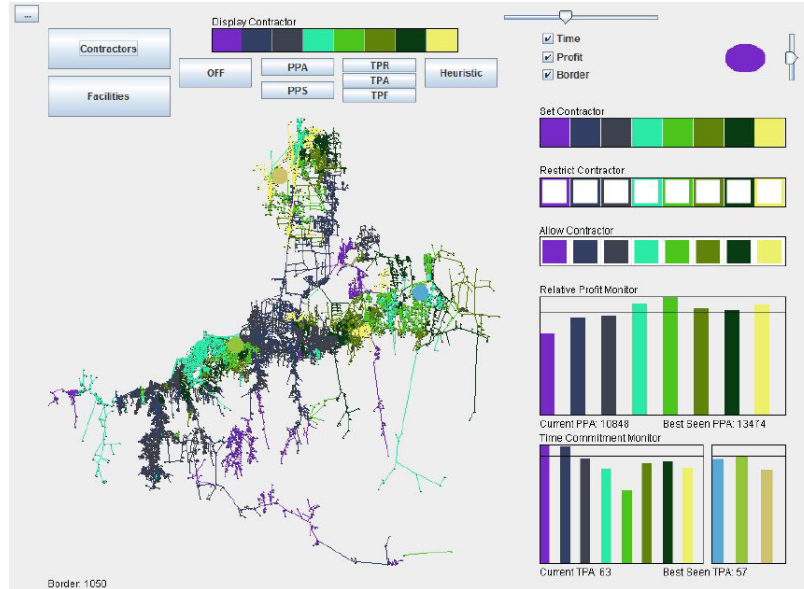 ...
Contractors
Facilities
Display Contractor
OFF
PPA
PPS
TPR
TPA
TPF
Heuristic
Time
Profit
Border
Set Contractor
Restrict Contractor
Allow Contractor
Relative Profit Monitor
Current PPA: 10848 Best Seen PPA: 13474
Time Commitment Monitor
Current TPA: 63 Best Seen TPA: 57
Border: 1050